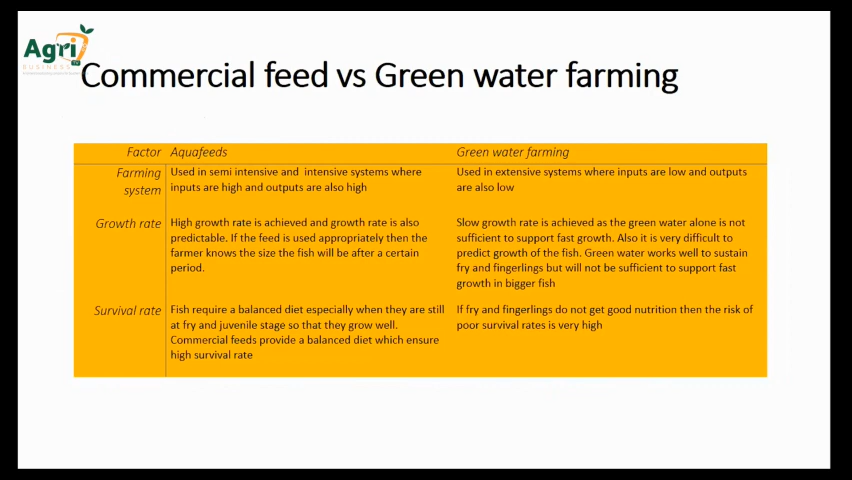 Agri
BUSINESS TV
Commercial feed vs Green water farming
Factor Aquafeeds Green water farming
Farming system
Used in semi intensive and intensive systems where
inputs are high and outputs are also high
Used in extensive systems where inputs are low and outputs
are also low
Growth rate
High growth rate is achieved and growth rate is also
predictable. If the feed is used appropriately then the
farmer knows the size the fish will be after a certain
period.
Slow growth rate is achieved as the green water alone is not
sufficient to support fast growth. Also it is very difficult to
predict growth of the fish. Green water works well to sustain
fry and fingerlings but will not be sufficient to support fast
growth in bigger fish
Survival rate
Fish require a balanced diet especially when they are still
at fry and juvenile stage so that they grow well.
Commercial feeds provide a balanced diet which ensure
high survival rate
If fry and fingerlings do not get good nutrition then the risk of
poor survival rates is very high